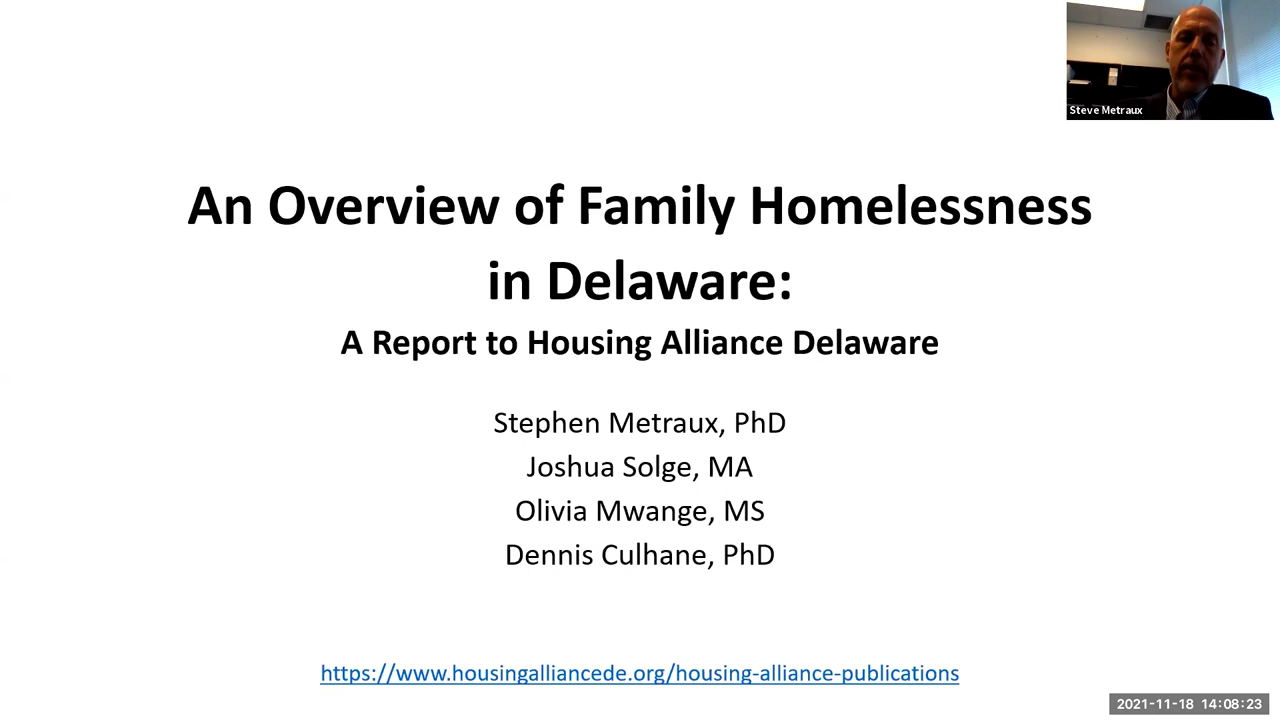 Steve Metraux
An Overview of Family Homelessness
in Delaware:
A Report to Housing Alliance Delaware
Stephen Metraux, PhD
Joshua Solge, MA
Olivia Mwange, MS
Dennis Culhane, PhD
https://www.housingalliancede.org/housing-alliance-publications
2021-11-18 14:08:23